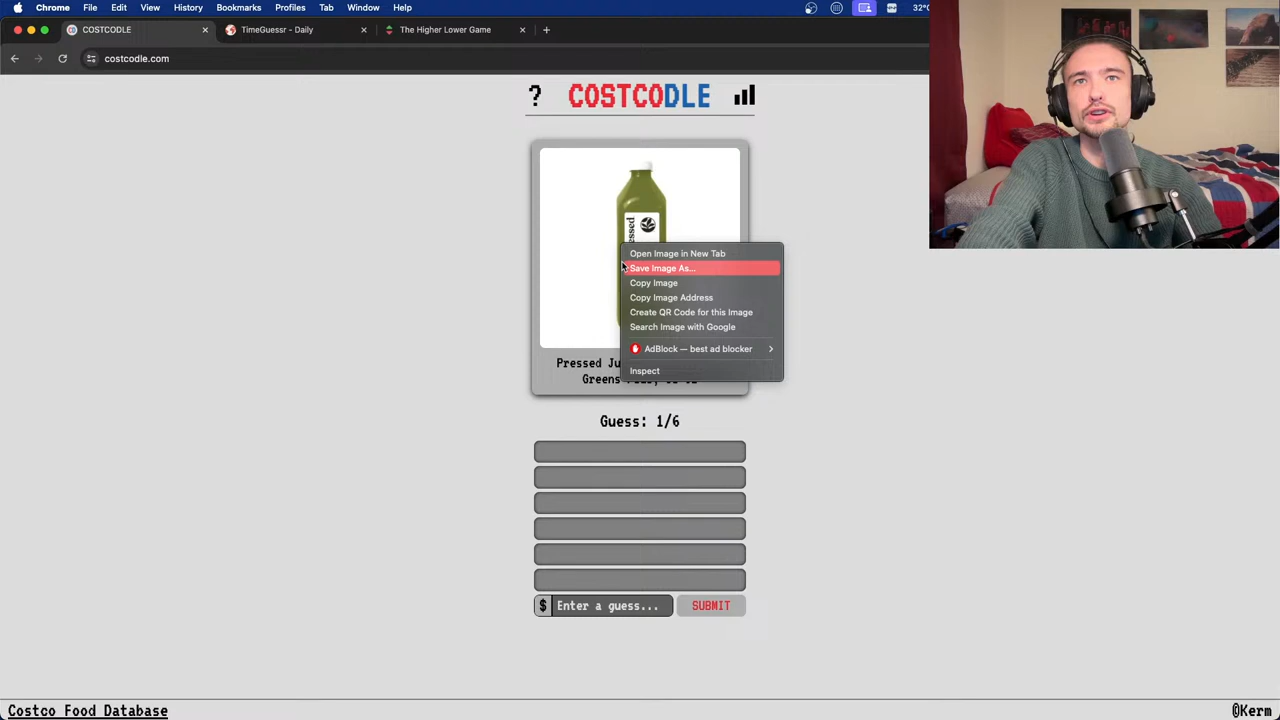 Chrome File Edit View History Bookmarks Profiles Tab Window Help 32°
COSTCODLE TimeGuessr - Daily The Higher Lower Game
costcodle.com
? COSTCODLE
essed
Open Image in New Tab
Save Image As...
Copy Image
Copy Image Address
Create QR Code for this Image
Search Image with Google
AdBlock — best ad blocker
Inspect
Pressed Ju
Greens
Guess: 1/6
$ Enter a guess... SUBMIT
Costco Food Database @Kerm